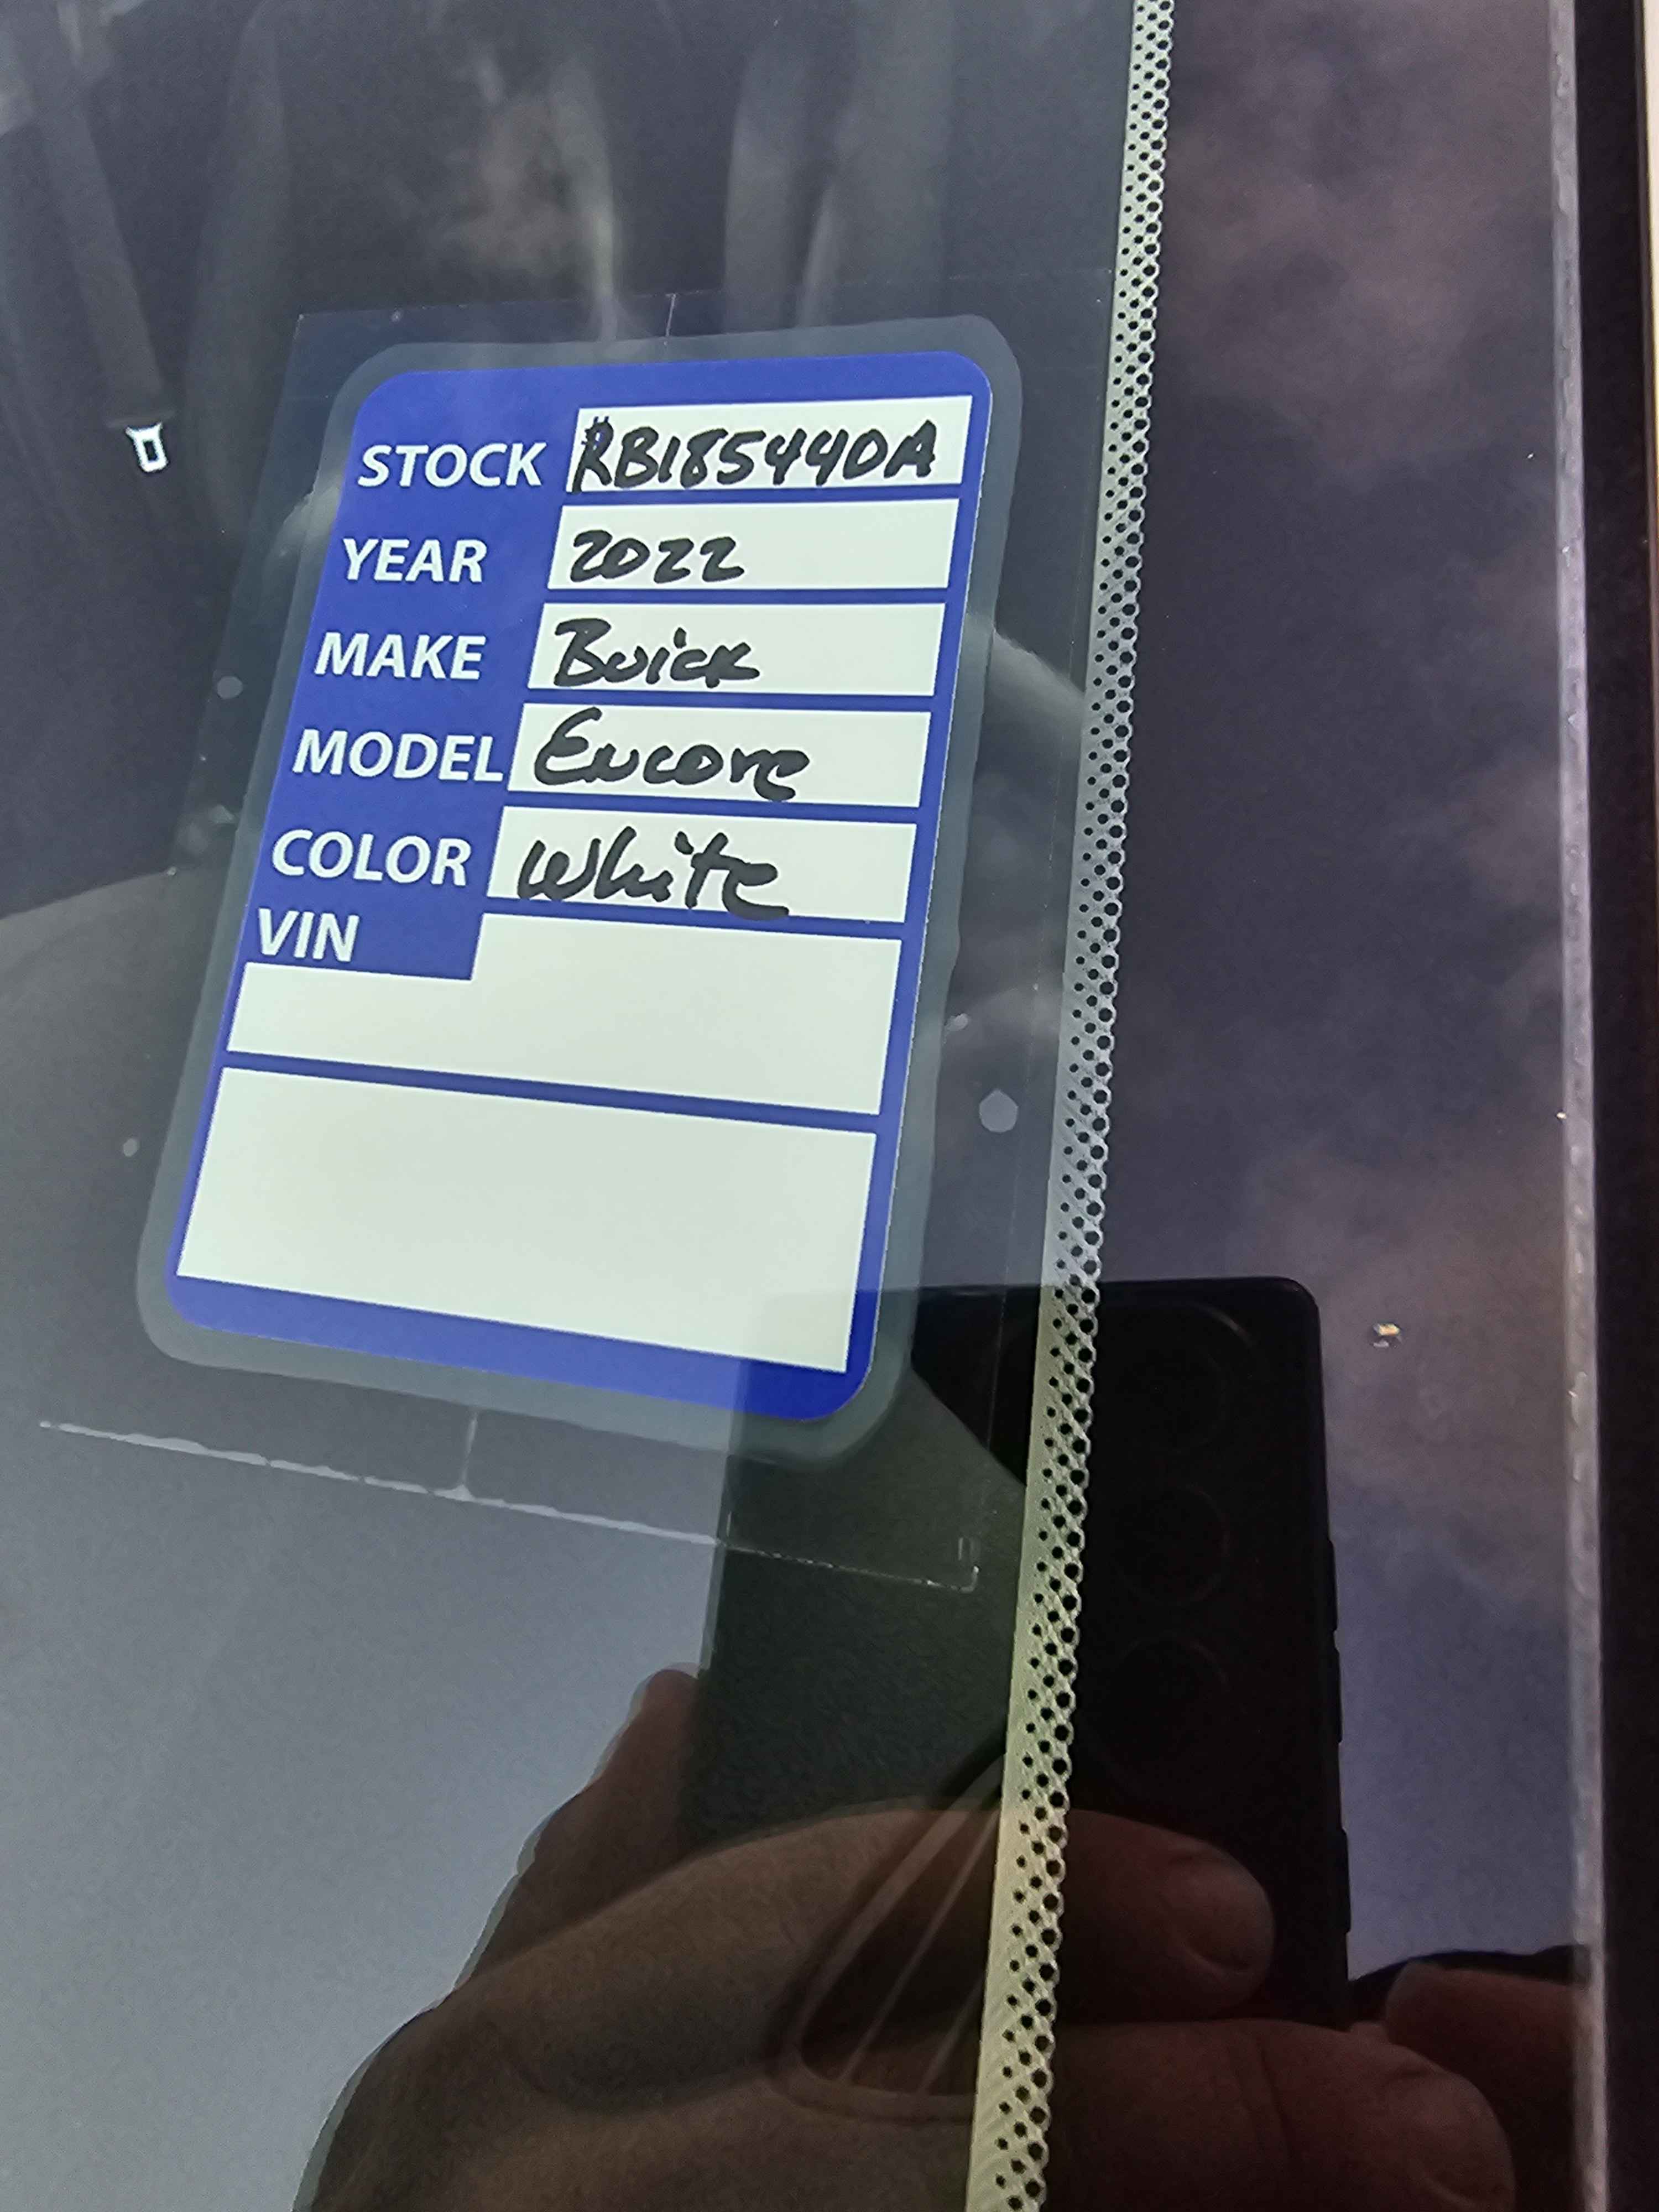 STOCK RB185440A
YEAR 2022
MAKE Buick
MODEL Encore
COLOR White
VIN